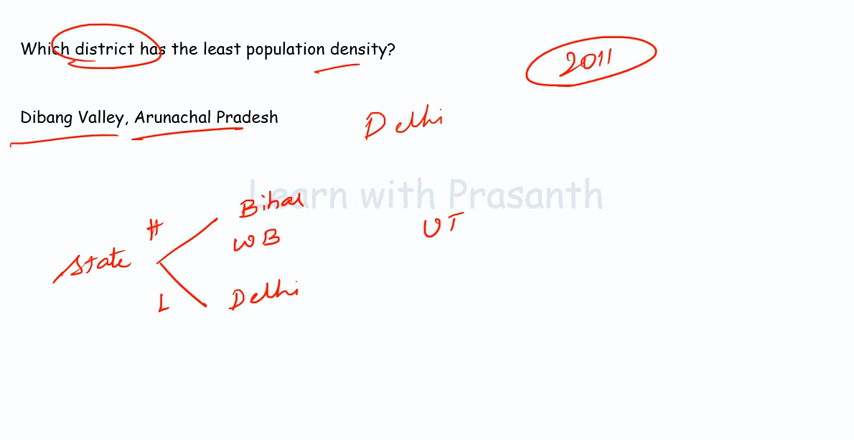 Which district has the least population density?
2011
Dibang Valley, Arunachal Pradesh
Delhi
Learn with Prasanth
Bihar
H
WB
UT
State
L
Delhi